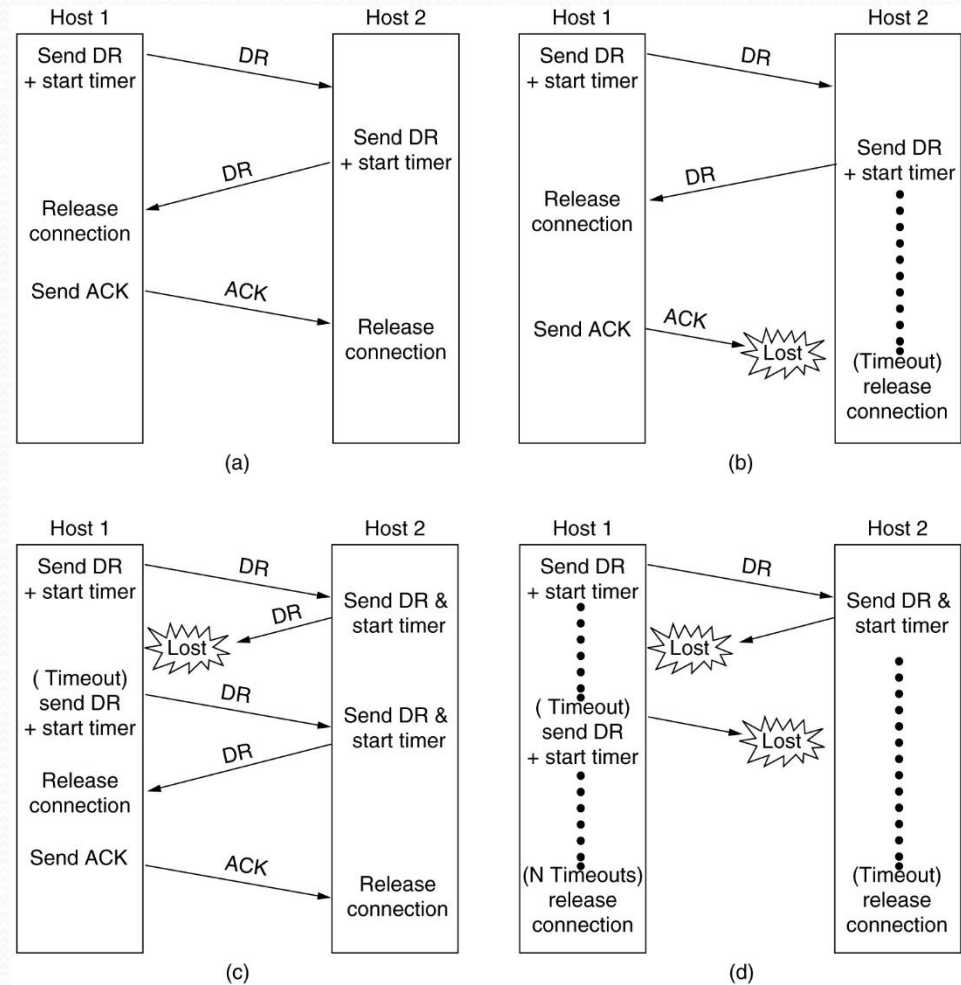 Host 1
Host 2
Send DR
+ start timer
DR
Send DR
+ start timer
DR
Release
connection
Send ACK
ACK
Release
connection
(a)
Host 1
Host 2
Send DR
+ start timer
DR
Send DR
+ start timer
DR
Release
connection
Send ACK
ACK
Lost
(Timeout)
release
connection
(b)
Host 1
Host 2
Send DR
+ start timer
DR
Send DR &
start timer
DR
Lost
( Timeout)
send DR
+ start timer
DR
Send DR &
start timer
DR
Release
connection
Send ACK
ACK
Release
connection
(c)
Host 1
Host 2
Send DR
+ start timer
DR
Send DR &
start timer
Lost
( Timeout)
send DR
+ start timer
Lost
(N Timeouts)
release
connection
(Timeout)
release
connection
(d)